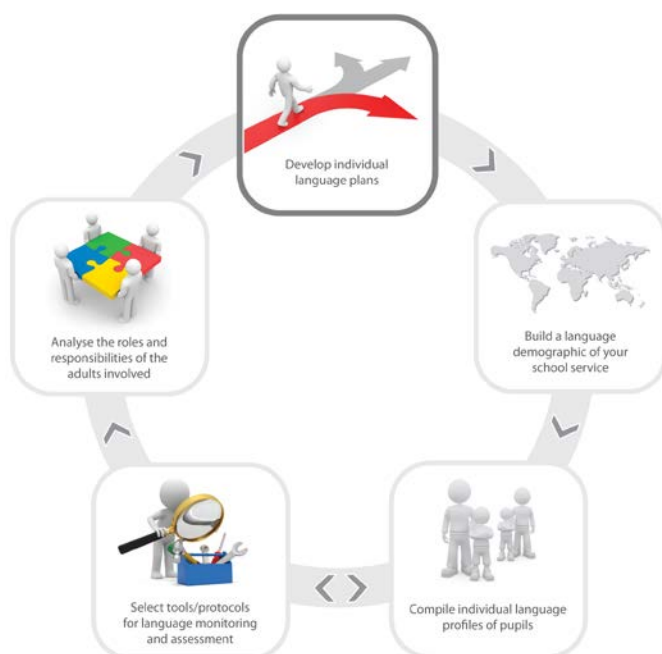 Develop individual
language plans
Build a language
demographic of your
school service
Compile individual language
profiles of pupils
Select tools/protocols
for language monitoring
and assessment
Analyse the roles and
responsibilities of the
adults involved